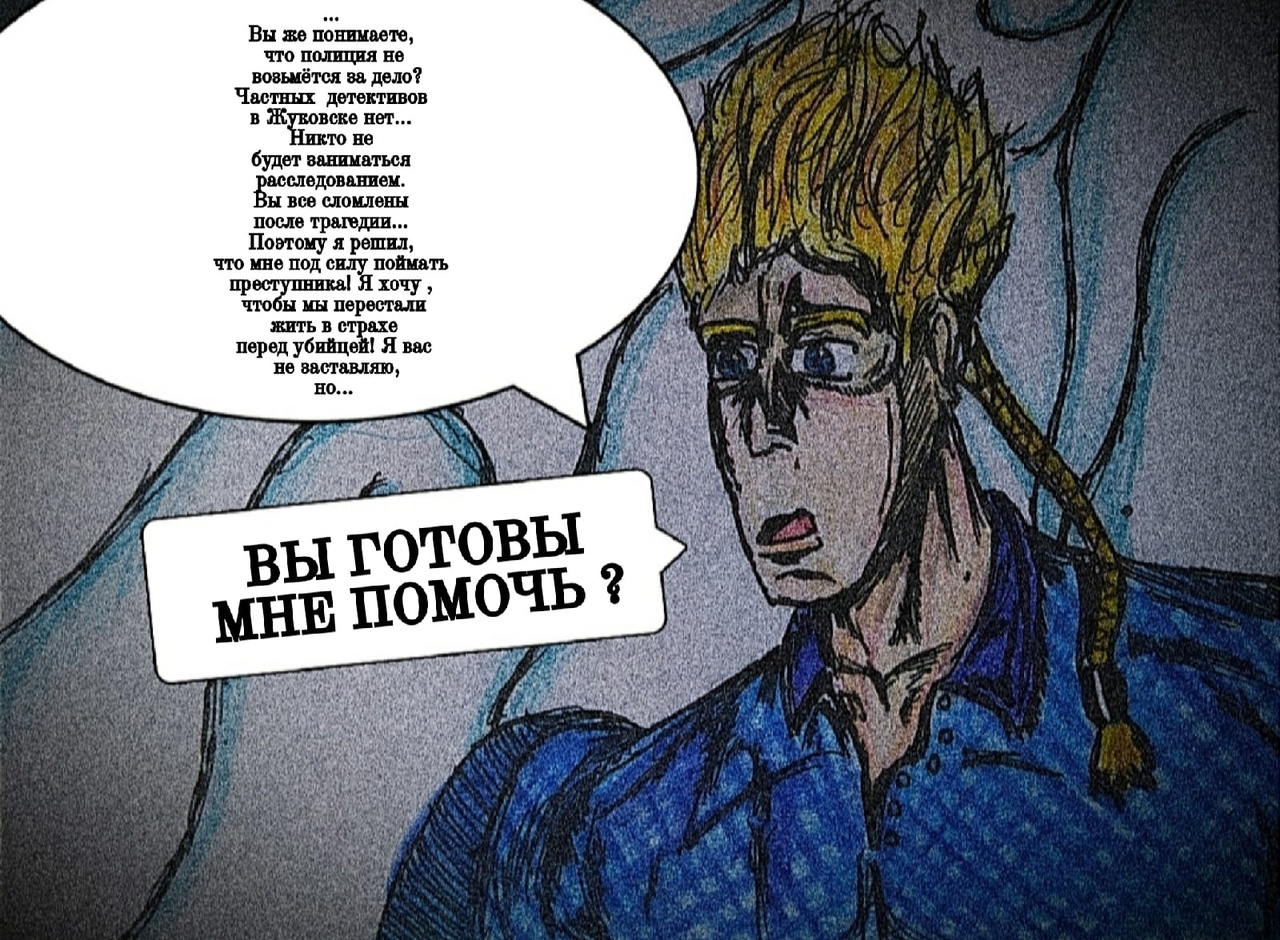 ...
Вы же понимаете,
что полиция не
возьмётся за дело?
Частных детективов
в Жуковске нет...
Никто не
будет заниматься
расследованием.
Вы все сломлены
после трагедии...
Поэтому я решил,
что мне под силу поймать
преступника! Я хочу ,
чтобы мы перестали
жить в страхе
перед убийцей! Я вас
не заставляю,
но...
ВЫ ГОТОВЫ
МНЕ ПОМОЧЬ ?